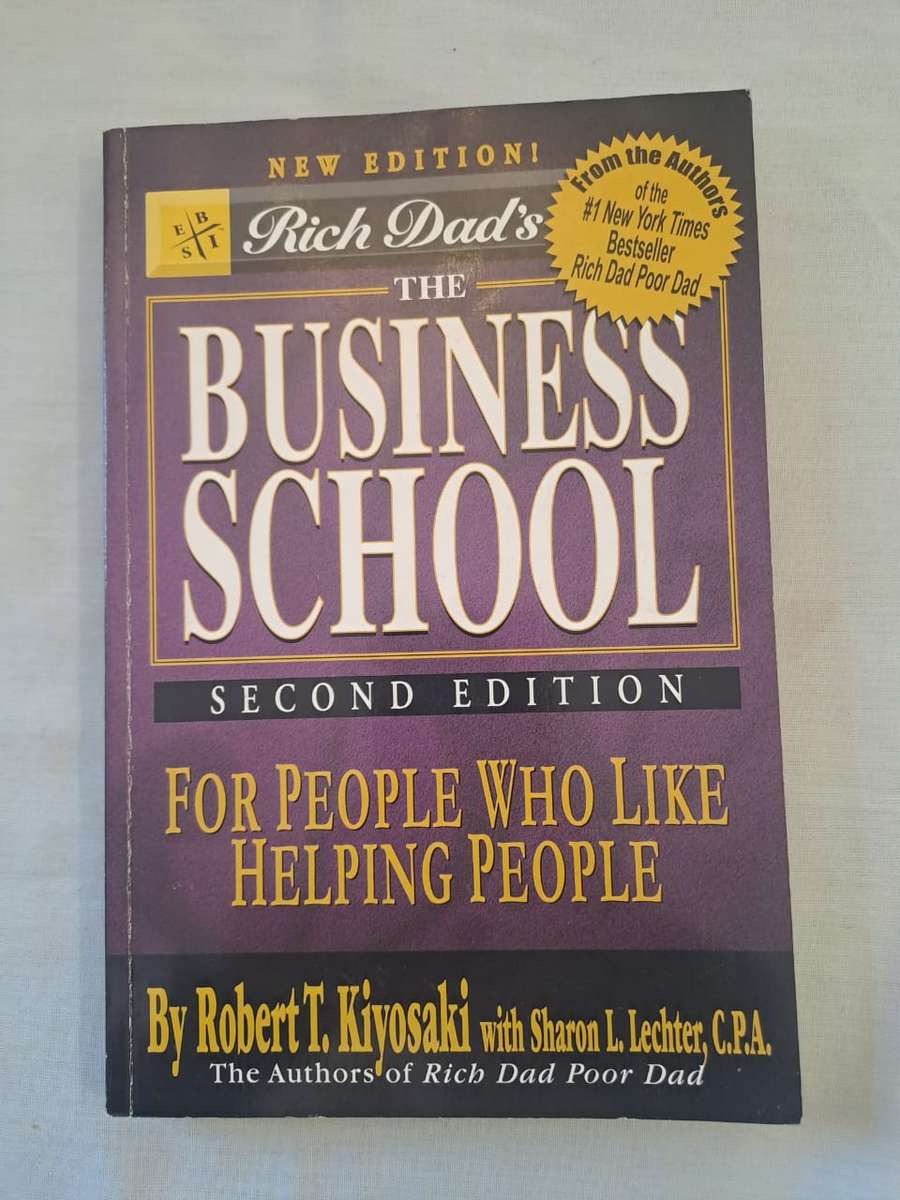 NEW EDITION!
E B
S I
Rich Dad's
From the Authors
of the
#1 New York Times
Bestseller
Rich Dad Poor Dad
THE
BUSINESS
SCHOOL
SECOND EDITION
FOR PEOPLE WHO LIKE
HELPING PEOPLE
By Robert T. Kiyosaki with Sharon L. Lechter, C.P.A.
The Authors of Rich Dad Poor Dad